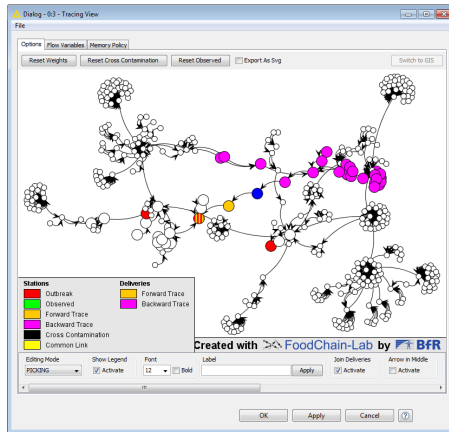 Dialog - 0:3 - Tracing View
File
Options Flow Variables Memory Policy
Reset Weights Reset Cross Contamination Reset Observed Export As Svg Switch to GIS
Stations Deliveries
Outbreak Forward Trace
Observed Backward Trace
Forward Trace
Backward Trace
Cross Contamination
Common Link
Created with FoodChain-Lab by BfR
Editing Mode Show Legend Font Label Join Deliveries Arrow in Middle
PICKING Activate 12 Bold Apply Activate Activate
OK Apply Cancel ?